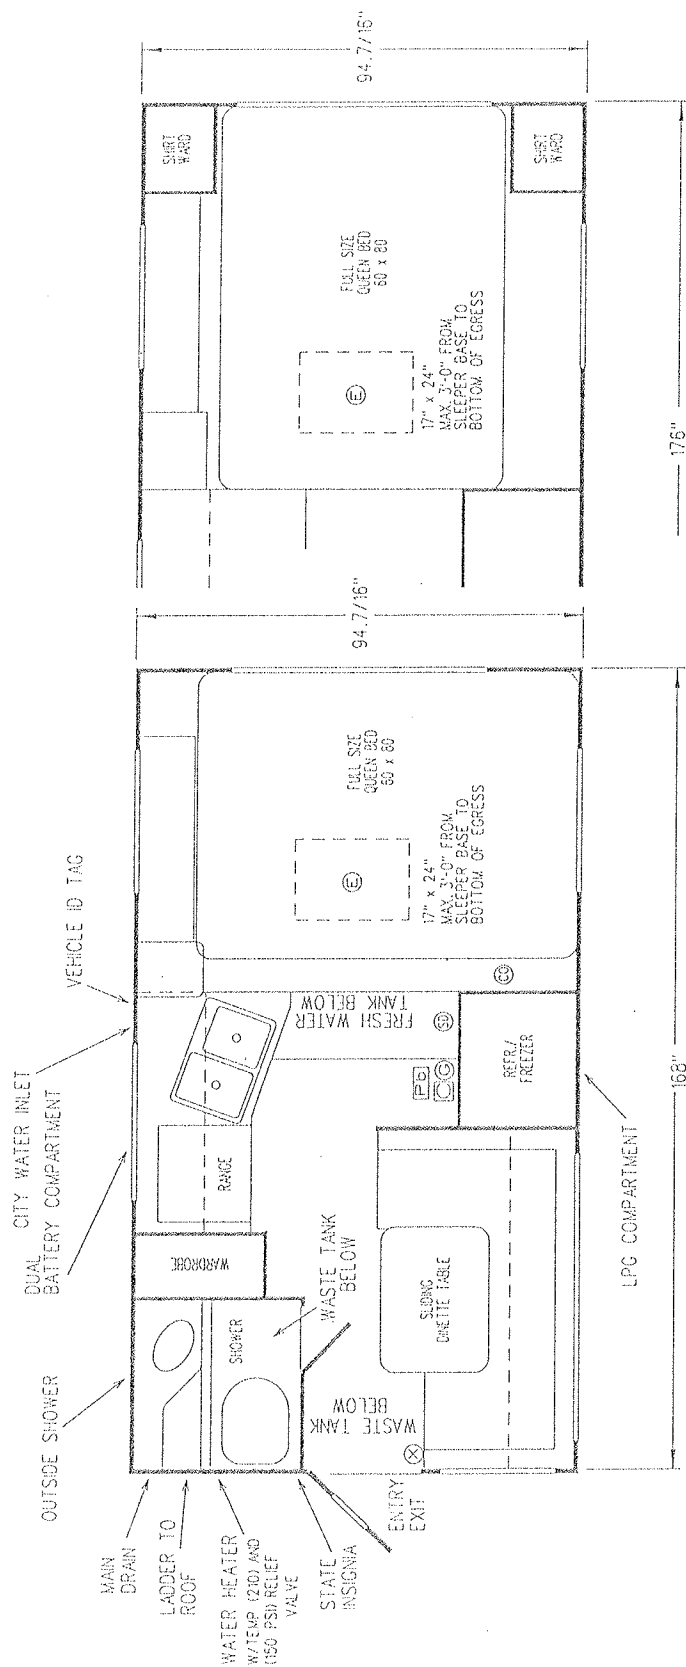 94.7/16"
SHIRT
WARD
SHIRT
WARD
FULL SIZE
QUEEN BED
60 x 80
E
17" x 24"
MAX. 3'-0" FROM
SLEEPER BASE TO
BOTTOM OF EGRESS
176"
94.7/16"
FULL SIZE
QUEEN BED
60 x 80
E
17" x 24"
MAX. 3'-0" FROM
SLEEPER BASE TO
BOTTOM OF EGRESS
VEHICLE ID TAG
CITY WATER INLET
DUAL
BATTERY COMPARTMENT
OUTSIDE SHOWER
FRESH WATER
TANK BELOW
SD
CG
Pb
CG
REFR./
FREEZER
RANGE
WARDROBE
SHOWER
WASTE TANK
BELOW
WASTE TANK
BELOW
SLIDING
DINETTE TABLE
LPG COMPARTMENT
168"
MAIN
DRAIN
LADDER TO
ROOF
WATER HEATER
W/TEMP (210) AND
(150 PSI) RELIEF
VALVE
STATE
INSIGNIA
ENTRY
EXIT